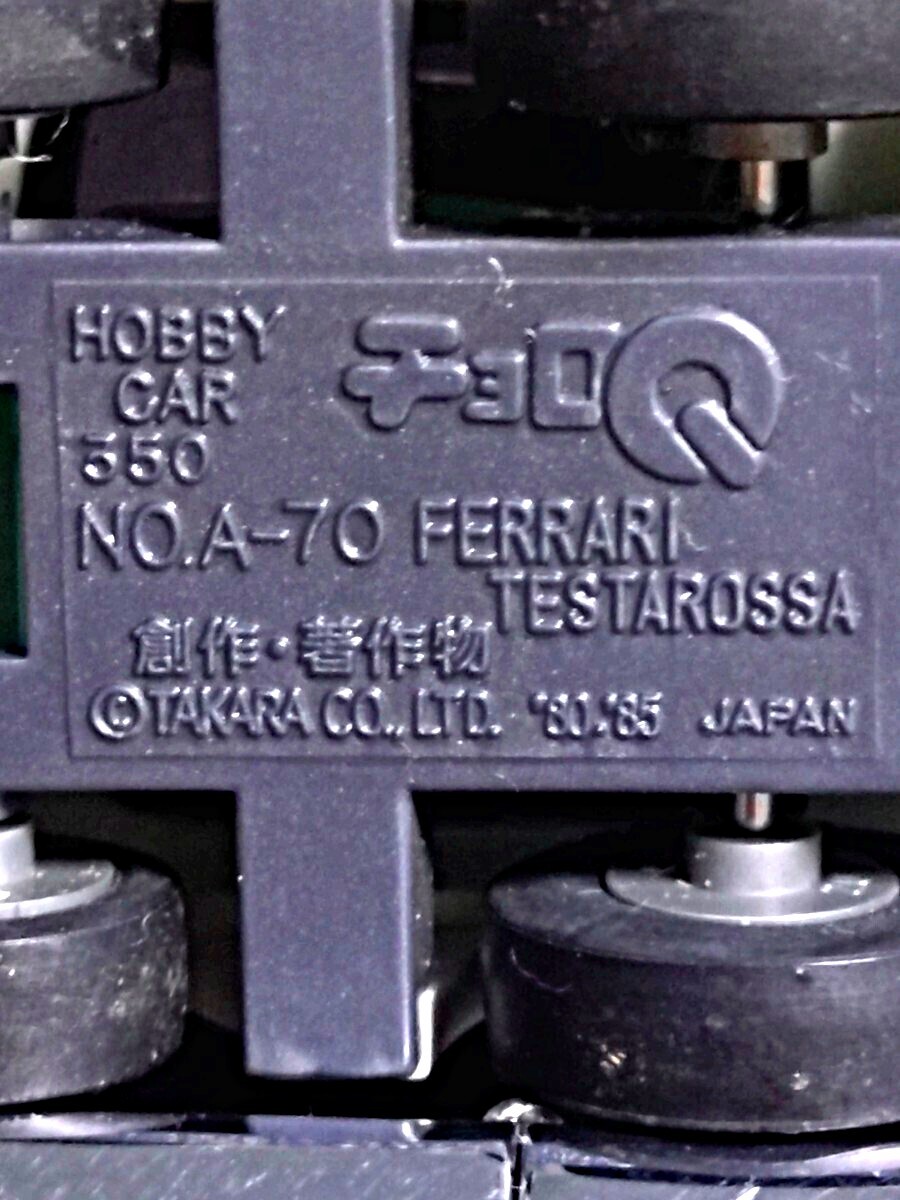 HOBBY
CAR
350
チョロQ
NO.A-70 FERRARI
TESTAROSSA
創作・著作物
©TAKARA CO., LTD. '80.'85 JAPAN